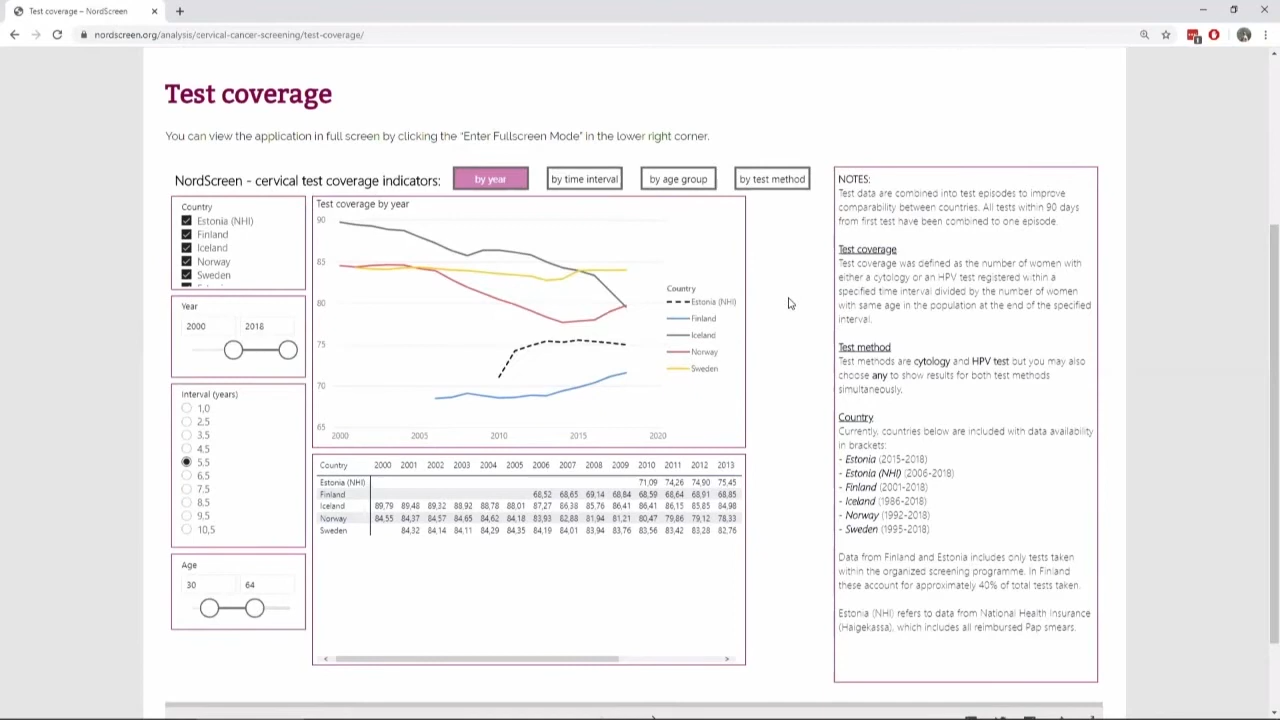 Test coverage – NordScreen
nordscreen.org/analysis/cervical-cancer-screening/test-coverage/
Test coverage
You can view the application in full screen by clicking the "Enter Fullscreen Mode" in the lower right corner.
NordScreen - cervical test coverage indicators:
by year
by time interval
by age group
by test method
Country
Estonia (NHI)
Finland
Iceland
Norway
Sweden
Year
2000 2018
Interval (years)
1,0
2.5
3.5
4.5
5.5
6.5
7.5
8.5
9,5
10,5
Age
30 64
Test coverage by year
90
85
80
75
70
65
2000 2005 2010 2015 2020
Country
Estonia (NHI)
Finland
Iceland
Norway
Sweden
Country 2000 2001 2002 2003 2004 2005 2006 2007 2008 2009 2010 2011 2012 2013
Estonia (NHI) 71,09 74,26 74,90 75,45
Finland 68,52 68,65 69,14 68,84 68,59 68,64 68,91 68,85
Iceland 89,79 89,48 89,32 88,92 88,78 88,01 87,27 86,38 85,76 86,41 86,41 86,15 85,85 84,98
Norway 84,55 84,37 84,57 84,65 84,62 84,18 83,93 82,88 81,94 81,21 80,47 79,86 79,12 78,33
Sweden 84,32 84,14 84,11 84,29 84,35 84,19 84,01 83,94 83,76 83,56 83,42 83,28 82,76
NOTES:
Test data are combined into test episodes to improve
comparability between countries. All tests within 90 days
from first test have been combined to one episode.
Test coverage
Test coverage was defined as the number of women with
either a cytology or an HPV test registered within a
specified time interval divided by the number of women
with same age in the population at the end of the specified
interval.
Test method
Test methods are cytology and HPV test but you may also
choose any to show results for both test methods
simultaneously.
Country
Currently, countries below are included with data availability
in brackets:
- Estonia (2015-2018)
- Estonia (NHI) (2006-2018)
- Finland (2001-2018)
- Iceland (1986-2018)
- Norway (1992-2018)
- Sweden (1995-2018)
Data from Finland and Estonia includes only tests taken
within the organized screening programme. In Finland
these account for approximately 40% of total tests taken.
Estonia (NHI) refers to data from National Health Insurance
(Haigekassa), which includes all reimbursed Pap smears.